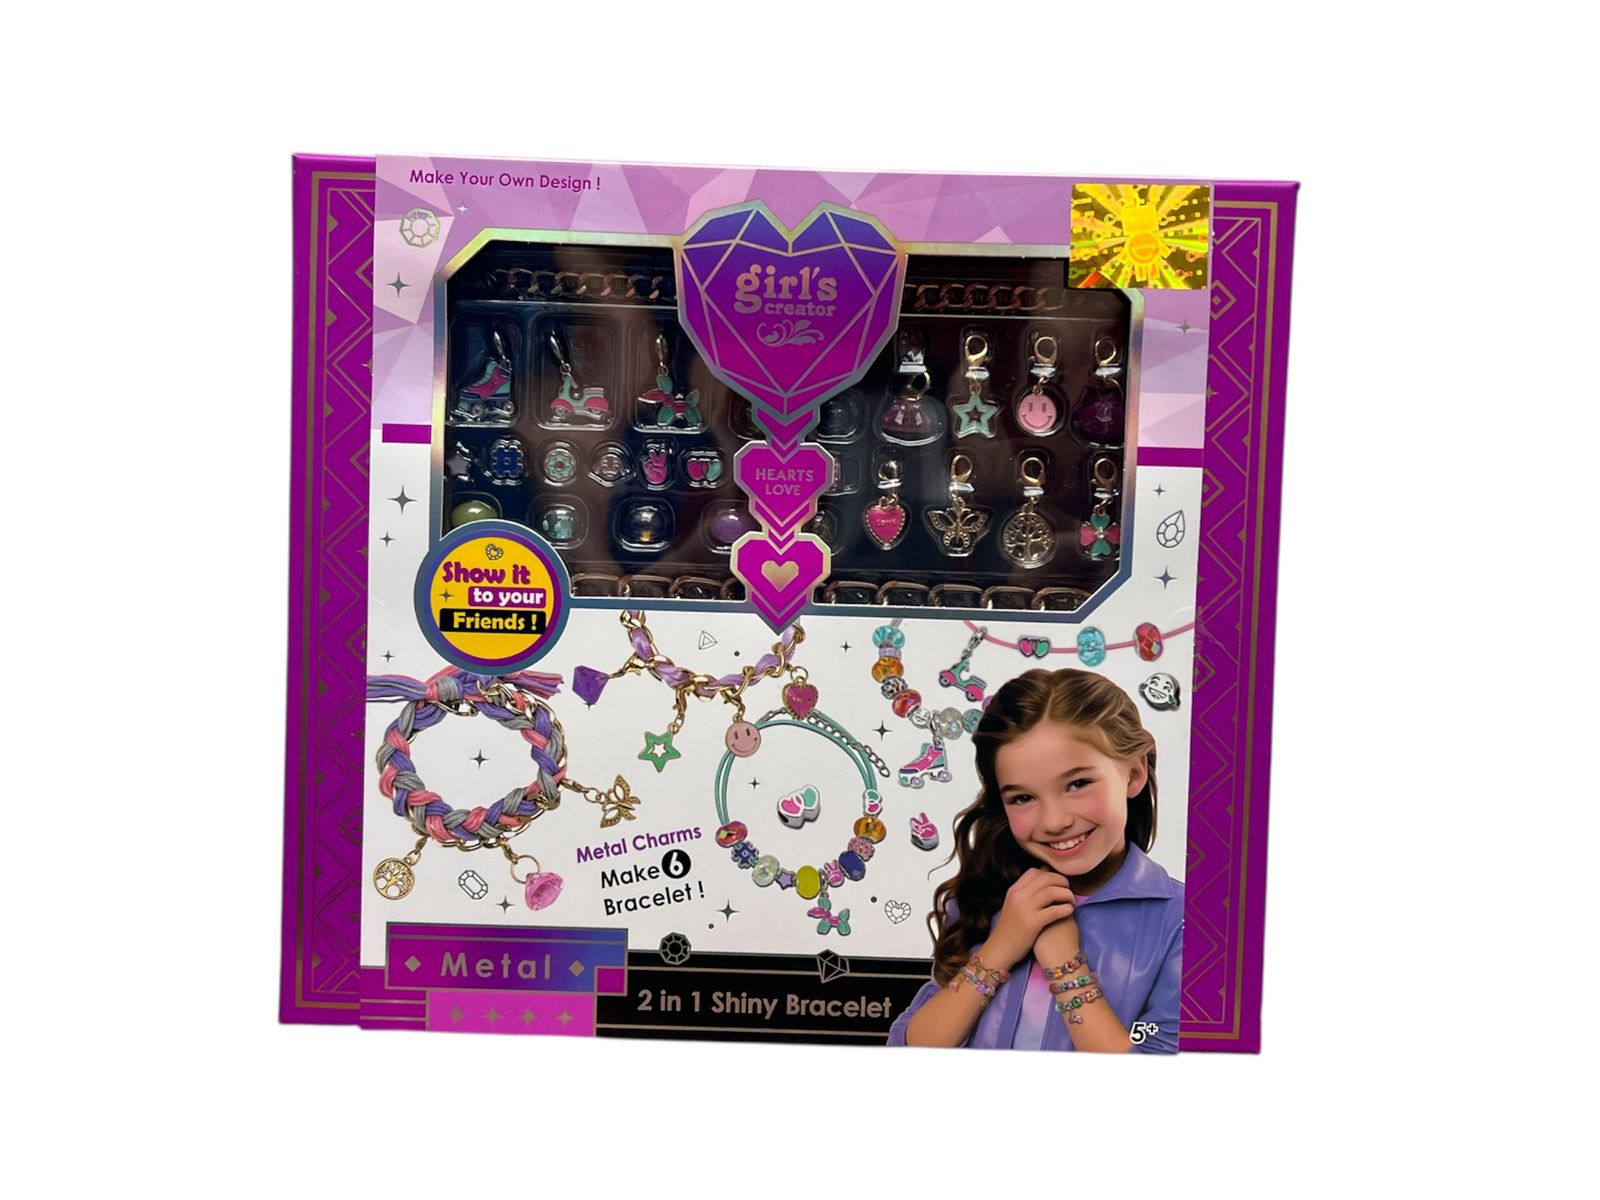 Make Your Own Design !
girl's
creator
HEARTS
LOVE
Show it
to your
Friends !
Metal Charms
Make 6
Bracelet !
Metal
2 in 1 Shiny Bracelet
5+